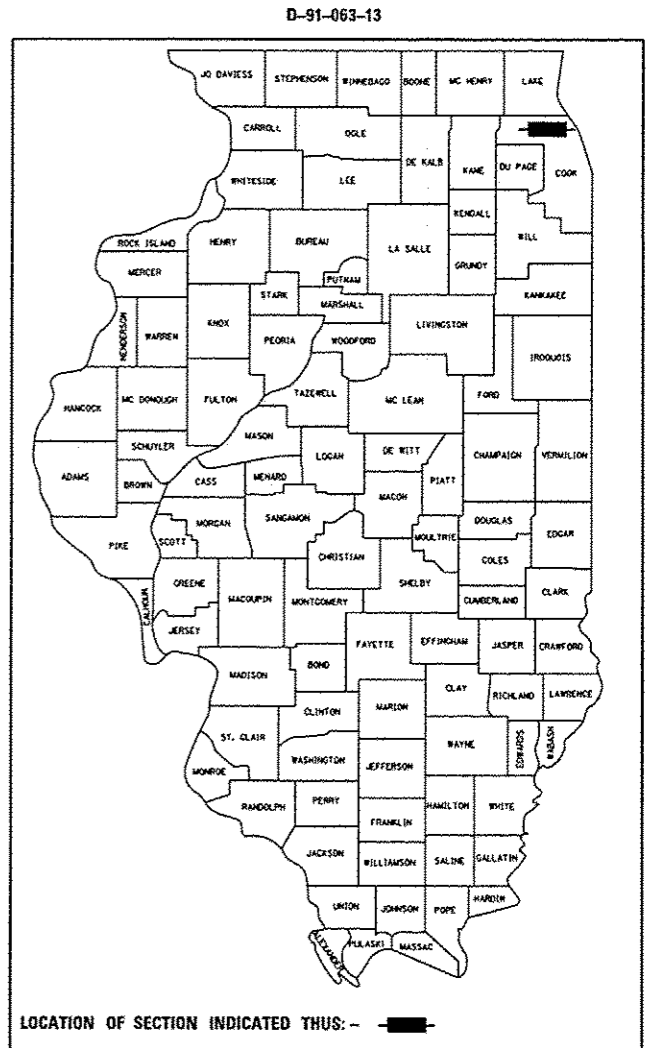 D-91-063-13
JO DAVIESS
STEPHENSON
WINNEBAGO
BOONE
MC HENRY
LAKE
CARROLL
OGLE
DE KALB
KANE
DU PAGE
COOK
WHITESIDE
LEE
KENDALL
WILL
ROCK ISLAND
HENRY
BUREAU
LA SALLE
GRUNDY
MERCER
PUTNAM
KANKAKEE
STARK
MARSHALL
HENDERSON
WARREN
KNOX
LIVINGSTON
PEORIA
WOODFORD
IROQUOIS
HANCOCK
MC DONOUGH
FULTON
TAZEWELL
MC LEAN
FORD
MASON
SCHUYLER
LOGAN
DE WITT
CHAMPAIGN
VERMILION
ADAMS
BROWN
CASS
MENARD
PIATT
MACON
MORGAN
SANGAMON
DOUGLAS
EDGAR
PIKE
SCOTT
CHRISTIAN
MOULTRIE
COLES
SHELBY
GREENE
CALHOUN
MACOUPIN
MONTGOMERY
CUMBERLAND
CLARK
JERSEY
FAYETTE
EFFINGHAM
JASPER
CRAWFORD
MADISON
BOND
CLAY
RICHLAND
LAWRENCE
CLINTON
MARION
ST. CLAIR
WAYNE
EDWARDS
WABASH
WASHINGTON
JEFFERSON
MONROE
RANDOLPH
PERRY
HAMILTON
WHITE
FRANKLIN
JACKSON
WILLIAMSON
SALINE
GALLATIN
UNION
JOHNSON
POPE
HARDIN
ALEXANDER
PULASKI
MASSAC
LOCATION OF SECTION INDICATED THUS: -